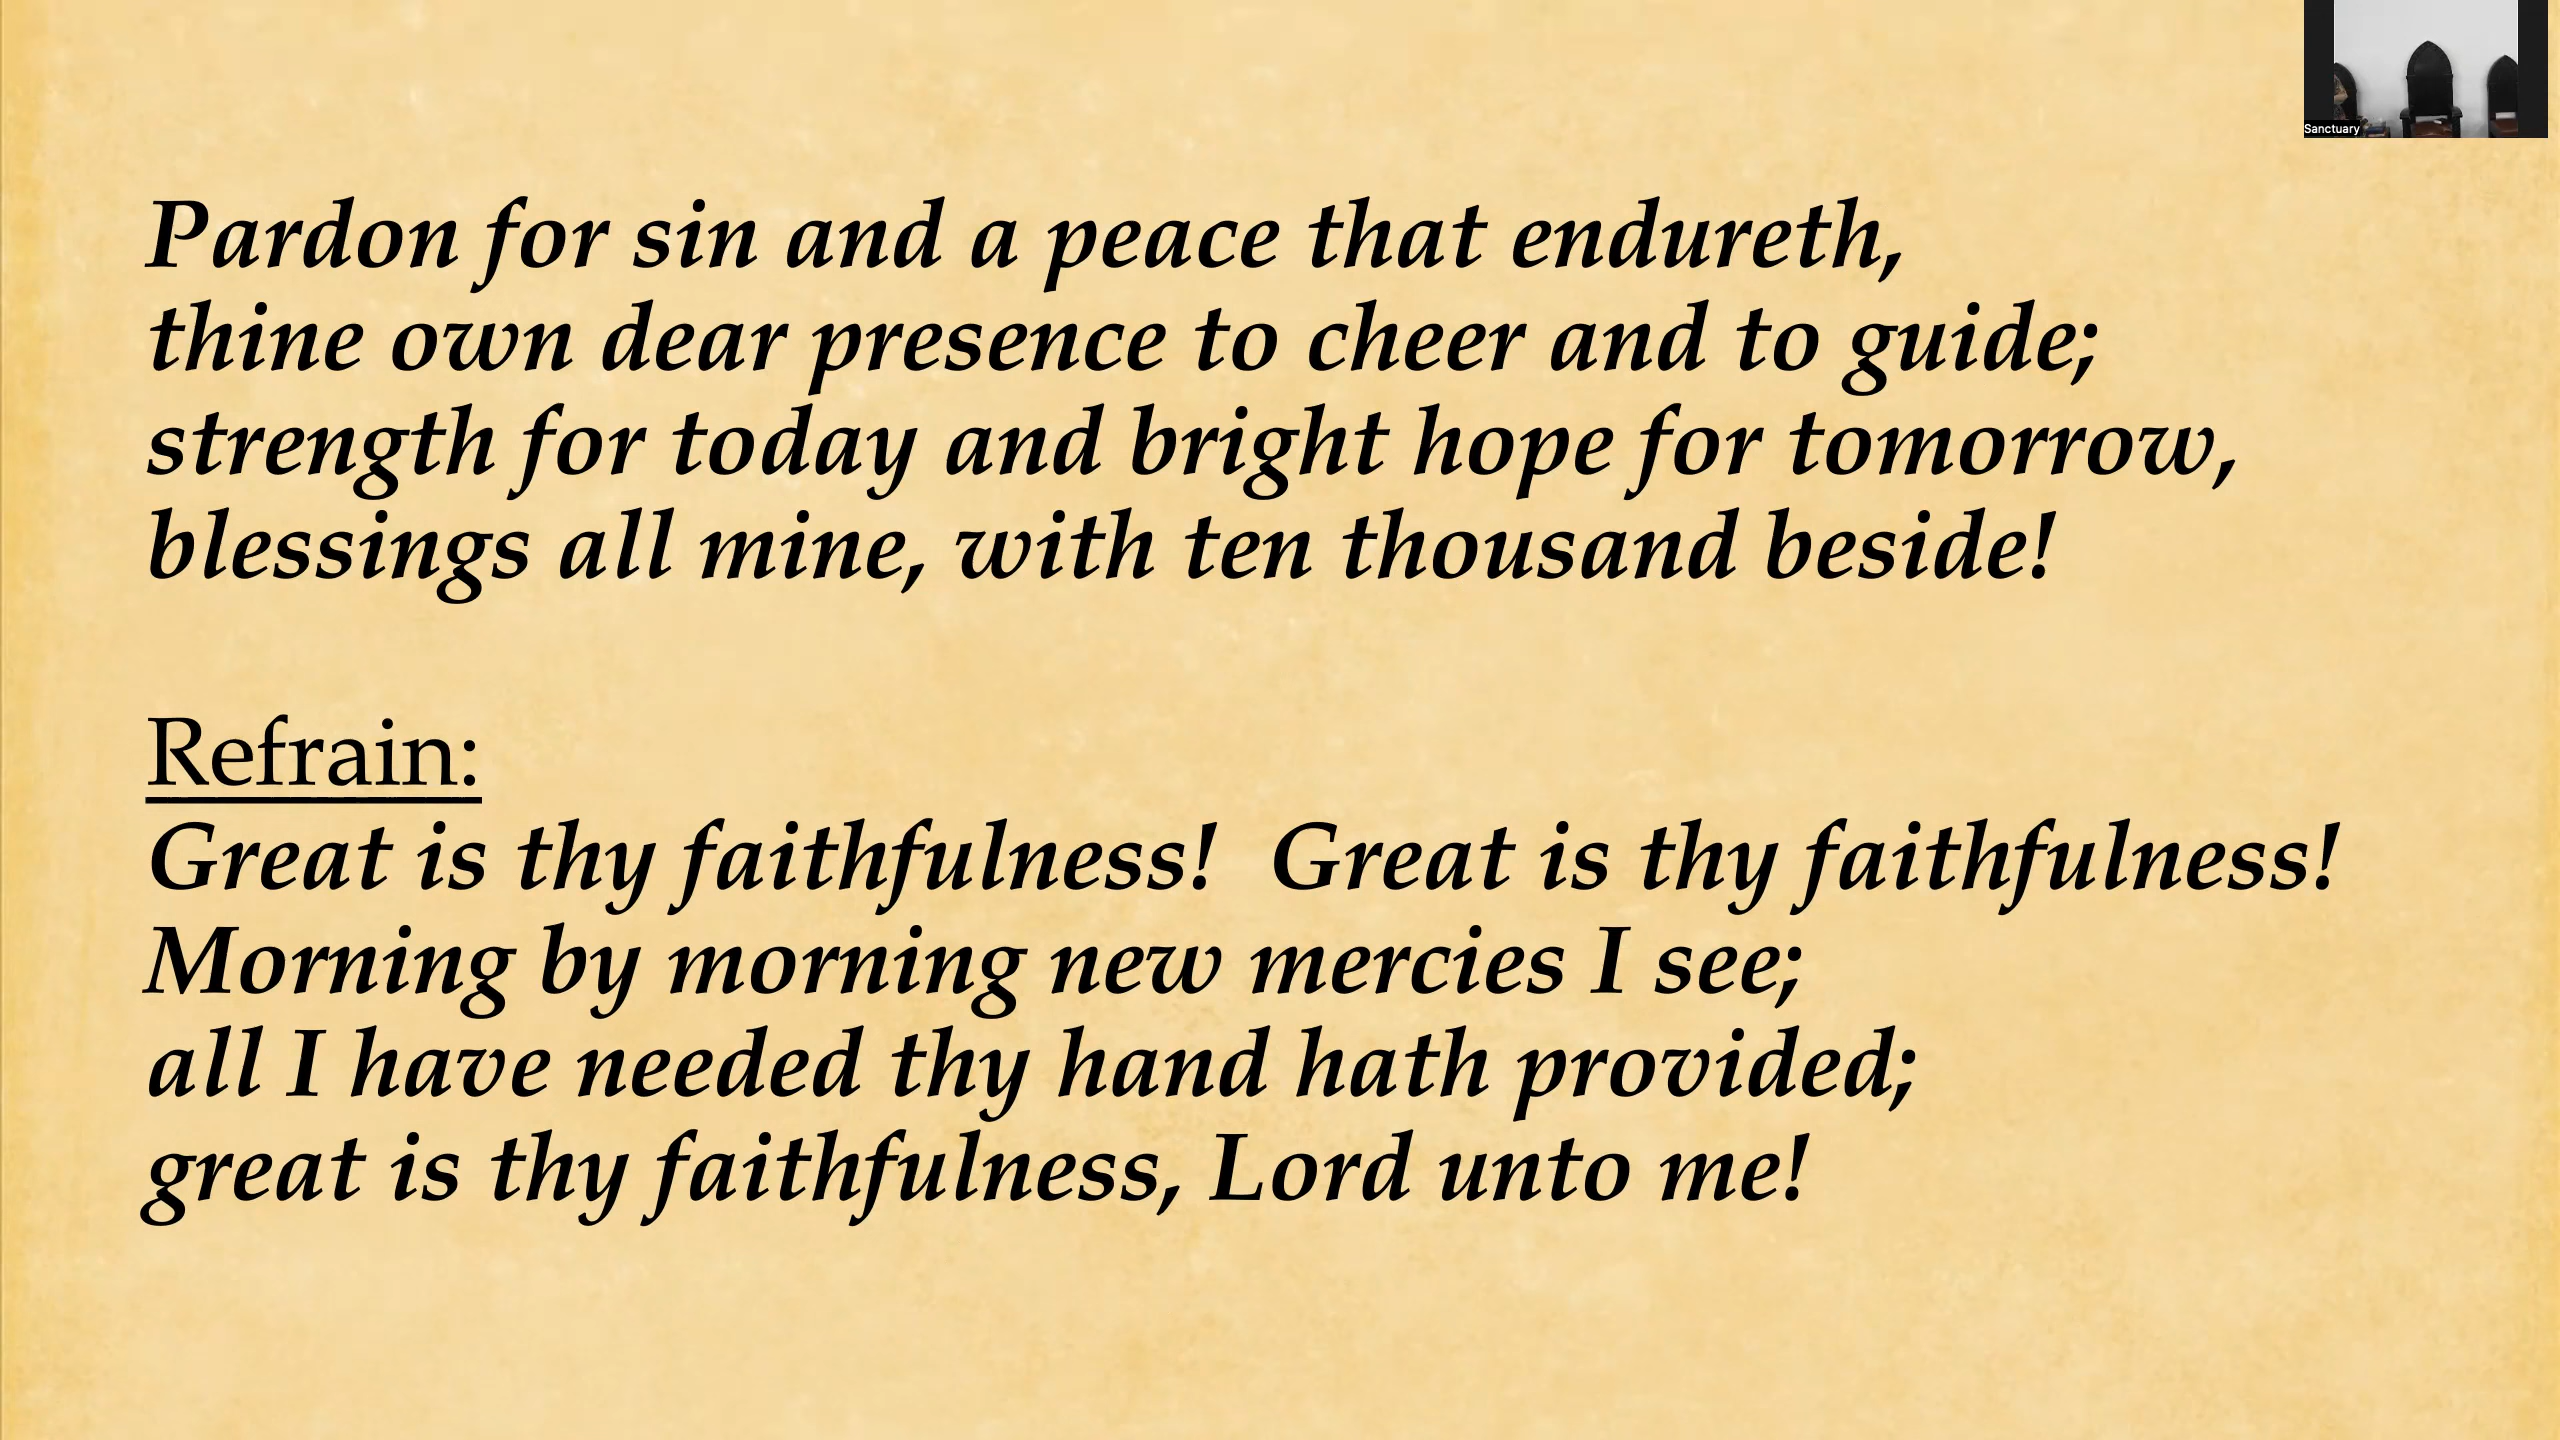 Sanctuary
Pardon for sin and a peace that endureth,
thine own dear presence to cheer and to guide;
strength for today and bright hope for tomorrow,
blessings all mine, with ten thousand beside!
Refrain:
Great is thy faithfulness!  Great is thy faithfulness!
Morning by morning new mercies I see;
all I have needed thy hand hath provided;
great is thy faithfulness, Lord unto me!